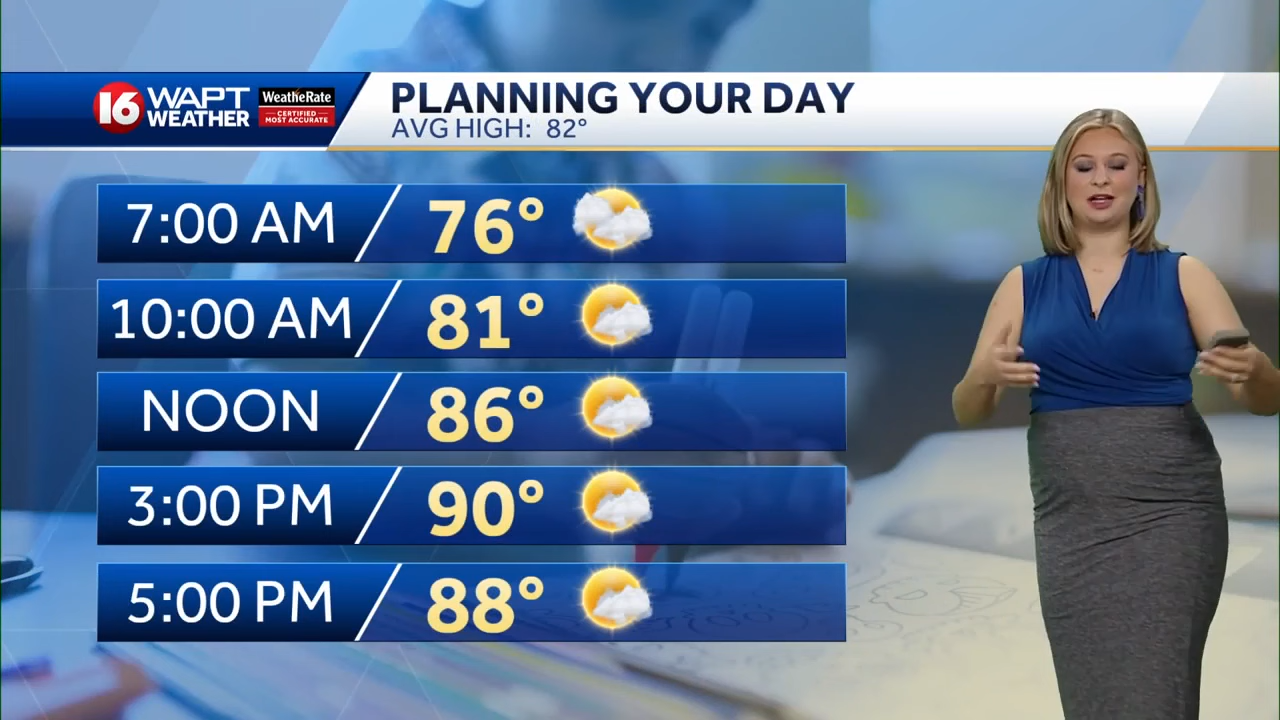 16 WAPT WEATHER
WeatheRate
CERTIFIED
MOST ACCURATE
PLANNING YOUR DAY
AVG HIGH: 82°
7:00 AM 76°
10:00 AM 81°
NOON 86°
3:00 PM 90°
5:00 PM 88°